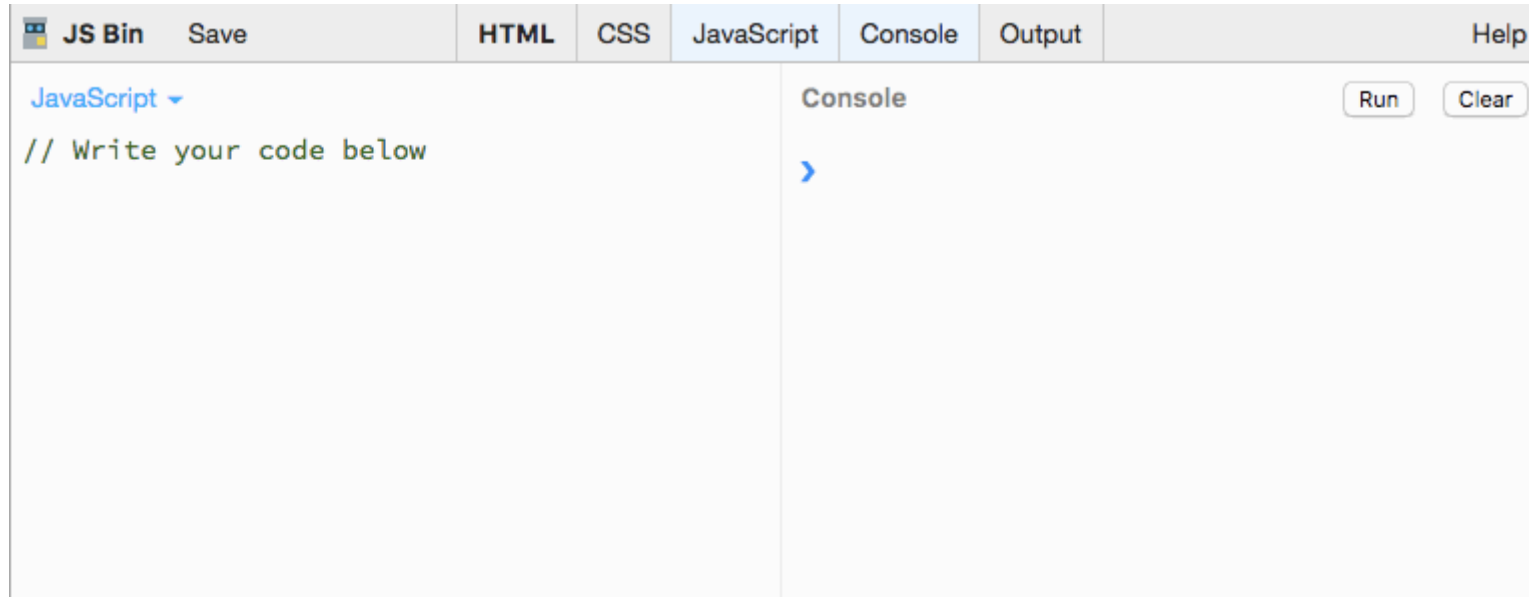 JS Bin Save HTML CSS JavaScript Console Output Help
JavaScript Console Run Clear
// Write your code below